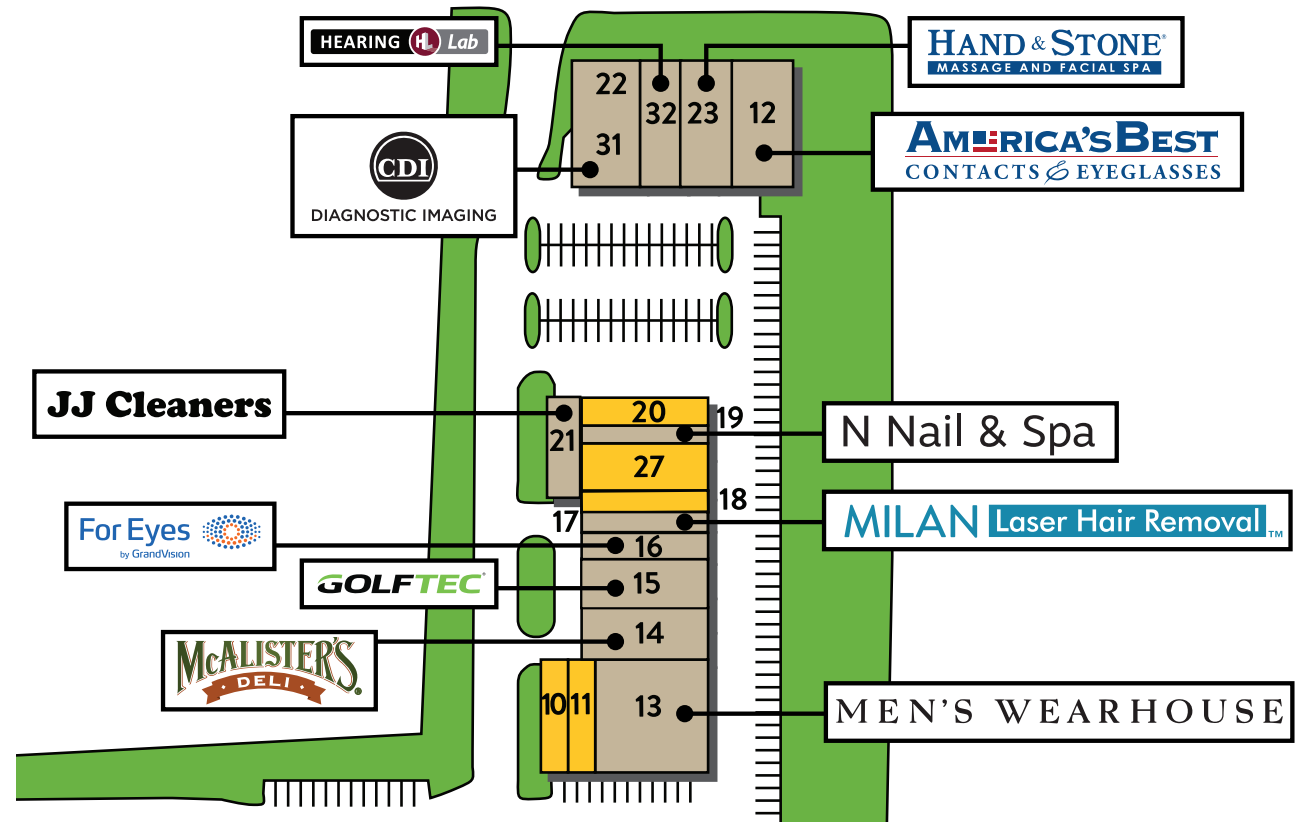 HEARING HL Lab
HAND & STONE®
MASSAGE AND FACIAL SPA
22
32
23
12
31
AMERICA'S BEST
CONTACTS & EYEGLASSES
CDI
DIAGNOSTIC IMAGING
JJ Cleaners
20
19
21
N Nail & Spa
27
18
17
MILAN Laser Hair Removal™
For Eyes
by GrandVision
16
GOLFTEC®
15
14
McALISTER'S®
DELI
10
11
13
MEN'S WEARHOUSE